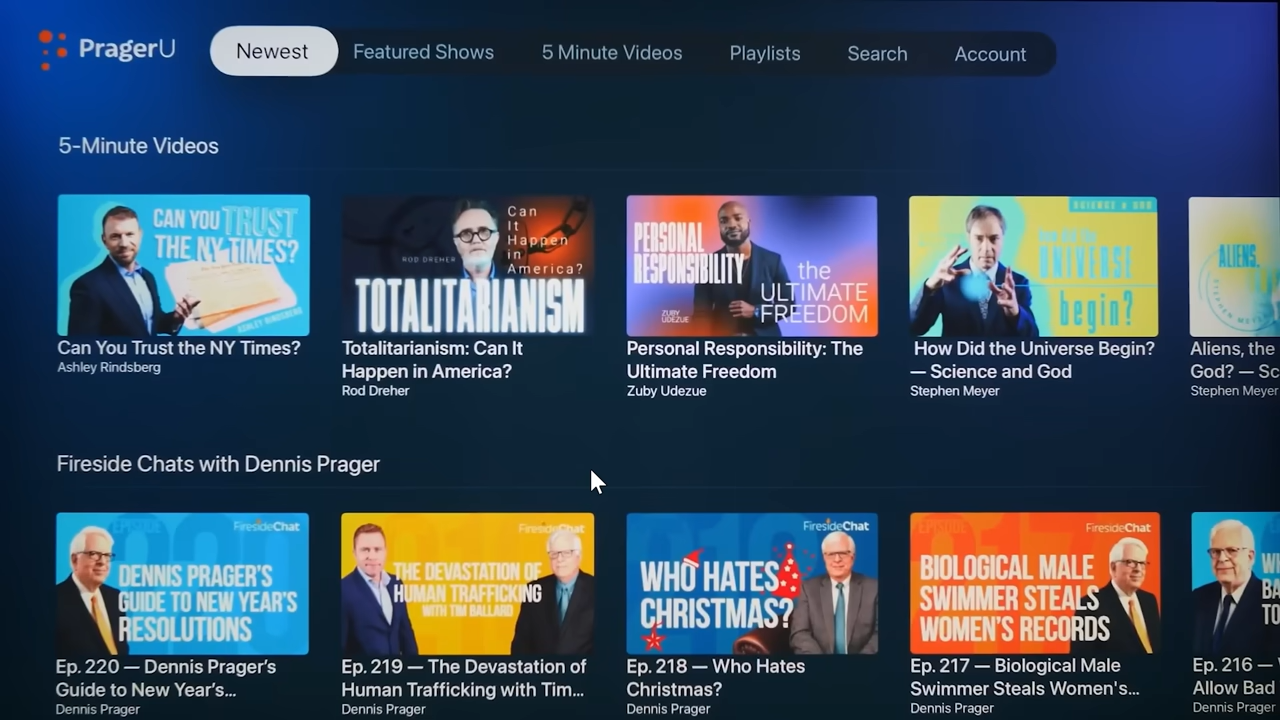 PragerU
Newest
Featured Shows
5 Minute Videos
Playlists
Search
Account
5-Minute Videos
CAN YOU TRUST
THE NY TIMES?
ASHLEY RINDSBERG
Can You Trust the NY Times?
Ashley Rindsberg
Can
It
Happen
in
America?
ROD DREHER
TOTALITARIANISM
Totalitarianism: Can It
Happen in America?
Rod Dreher
PERSONAL
RESPONSIBILITY
the
ULTIMATE
FREEDOM
ZUBY
UDEZUE
Personal Responsibility: The
Ultimate Freedom
Zuby Udezue
SCIENCE & GOD
how did the
UNIVERSE
begin?
How Did the Universe Begin?
— Science and God
Stephen Meyer
ALIENS,
Aliens, the
God? — Sc
Stephen Meyer
Fireside Chats with Dennis Prager
EPISODE
220
FiresideChat
DENNIS PRAGER'S
GUIDE TO NEW YEAR'S
RESOLUTIONS
Ep. 220 — Dennis Prager's
Guide to New Year's...
Dennis Prager
FiresideChat
THE DEVASTATION OF
HUMAN TRAFFICKING
WITH TIM BALLARD
Ep. 219 — The Devastation of
Human Trafficking with Tim...
Dennis Prager
FiresideChat
WHO HATES
CHRISTMAS?
Ep. 218 — Who Hates
Christmas?
Dennis Prager
EPISODE
217
FiresideChat
BIOLOGICAL MALE
SWIMMER STEALS
WOMEN'S RECORDS
Ep. 217 — Biological Male
Swimmer Steals Women's...
Dennis Prager
Ep. 216 —
Allow Bad
Dennis Prager